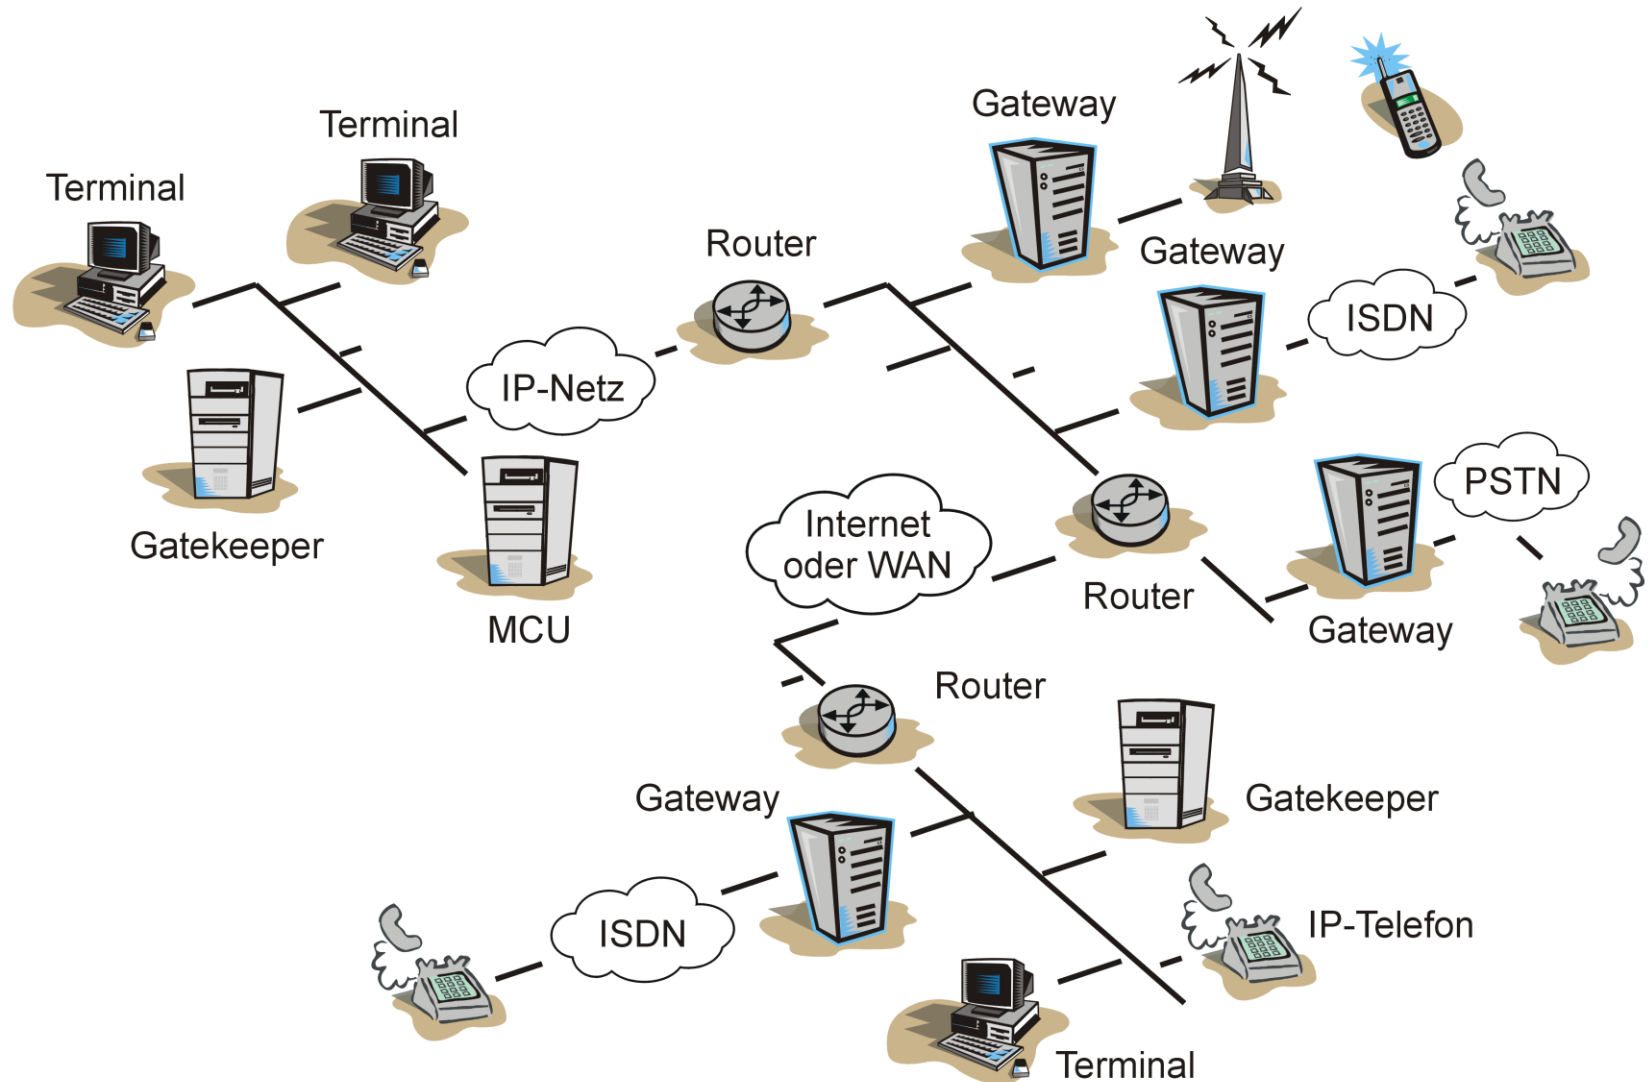 Gateway
Terminal
Terminal
Router
Gateway
ISDN
IP-Netz
PSTN
Gatekeeper
Internet
oder WAN
MCU
Router
Gateway
Router
Gateway
Gatekeeper
ISDN
IP-Telefon
Terminal